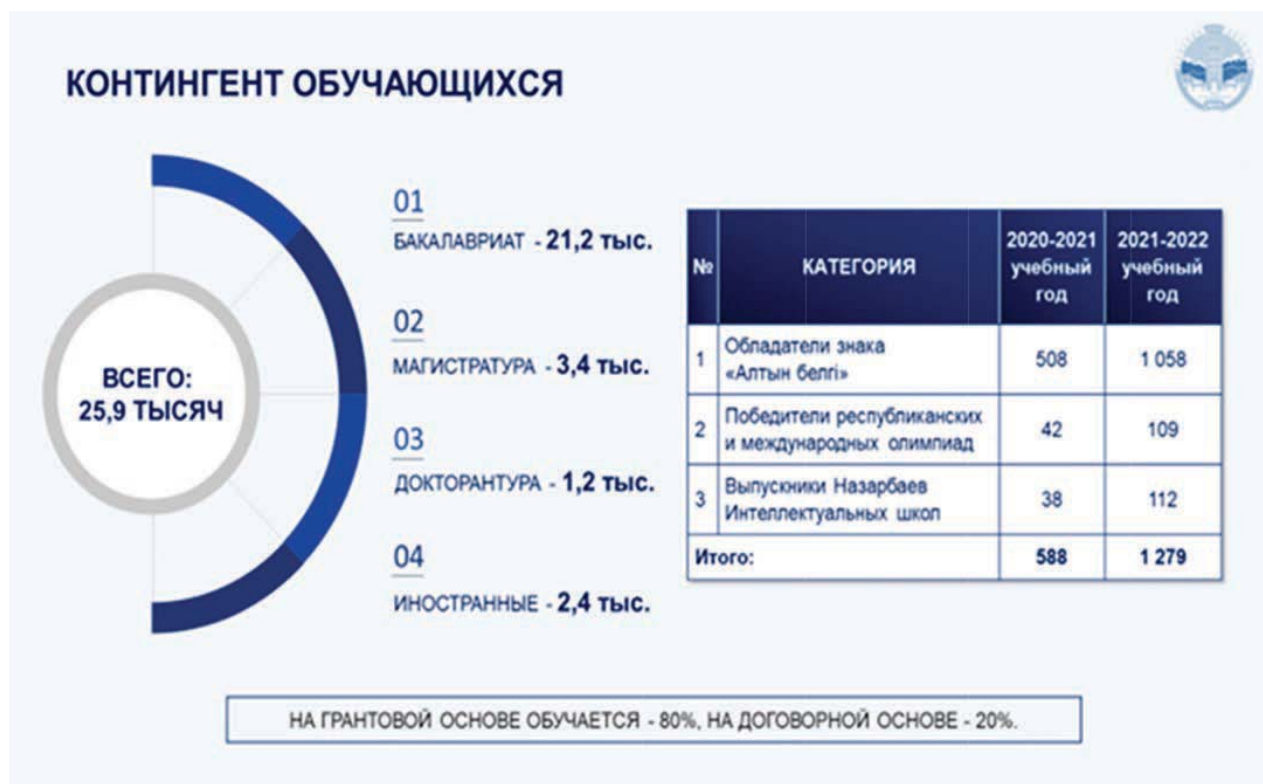 КОНТИНГЕНТ ОБУЧАЮЩИХСЯ
ВСЕГО:
25,9 ТЫСЯЧ
01
БАКАЛАВРИАТ - 21,2 тыс.
02
МАГИСТРАТУРА - 3,4 тыс.
03
ДОКТОРАНТУРА - 1,2 тыс.
04
ИНОСТРАННЫЕ - 2,4 тыс.
№ КАТЕГОРИЯ 2020-2021 учебный год 2021-2022 учебный год
1 Обладатели знака «Алтын белгі» 508 1 058
2 Победители республиканских и международных олимпиад 42 109
3 Выпускники Назарбаев Интеллектуальных школ 38 112
Итого: 588 1 279
НА ГРАНТОВОЙ ОСНОВЕ ОБУЧАЕТСЯ - 80%, НА ДОГОВОРНОЙ ОСНОВЕ - 20%.